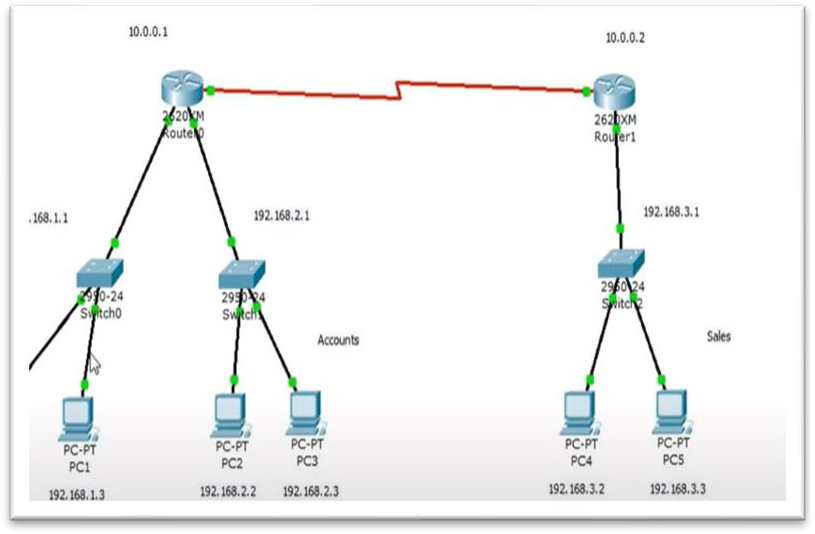 10.0.0.1
10.0.0.2
2620XM
Router0
2620XM
Router1
.168.1.1
192.168.2.1
192.168.3.1
2950-24
Switch0
2950-24
Switch1
2950-24
Switch2
Accounts
Sales
PC-PT
PC1
PC-PT
PC2
PC-PT
PC3
PC-PT
PC4
PC-PT
PC5
192.168.1.3
192.168.2.2
192.168.2.3
192.168.3.2
192.168.3.3